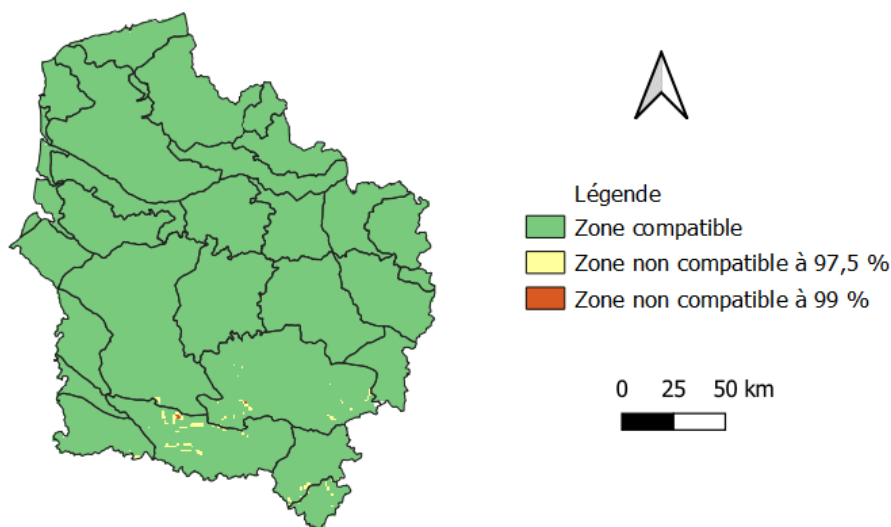 Légende
Zone compatible
Zone non compatible à 97,5 %
Zone non compatible à 99 %
0 25 50 km